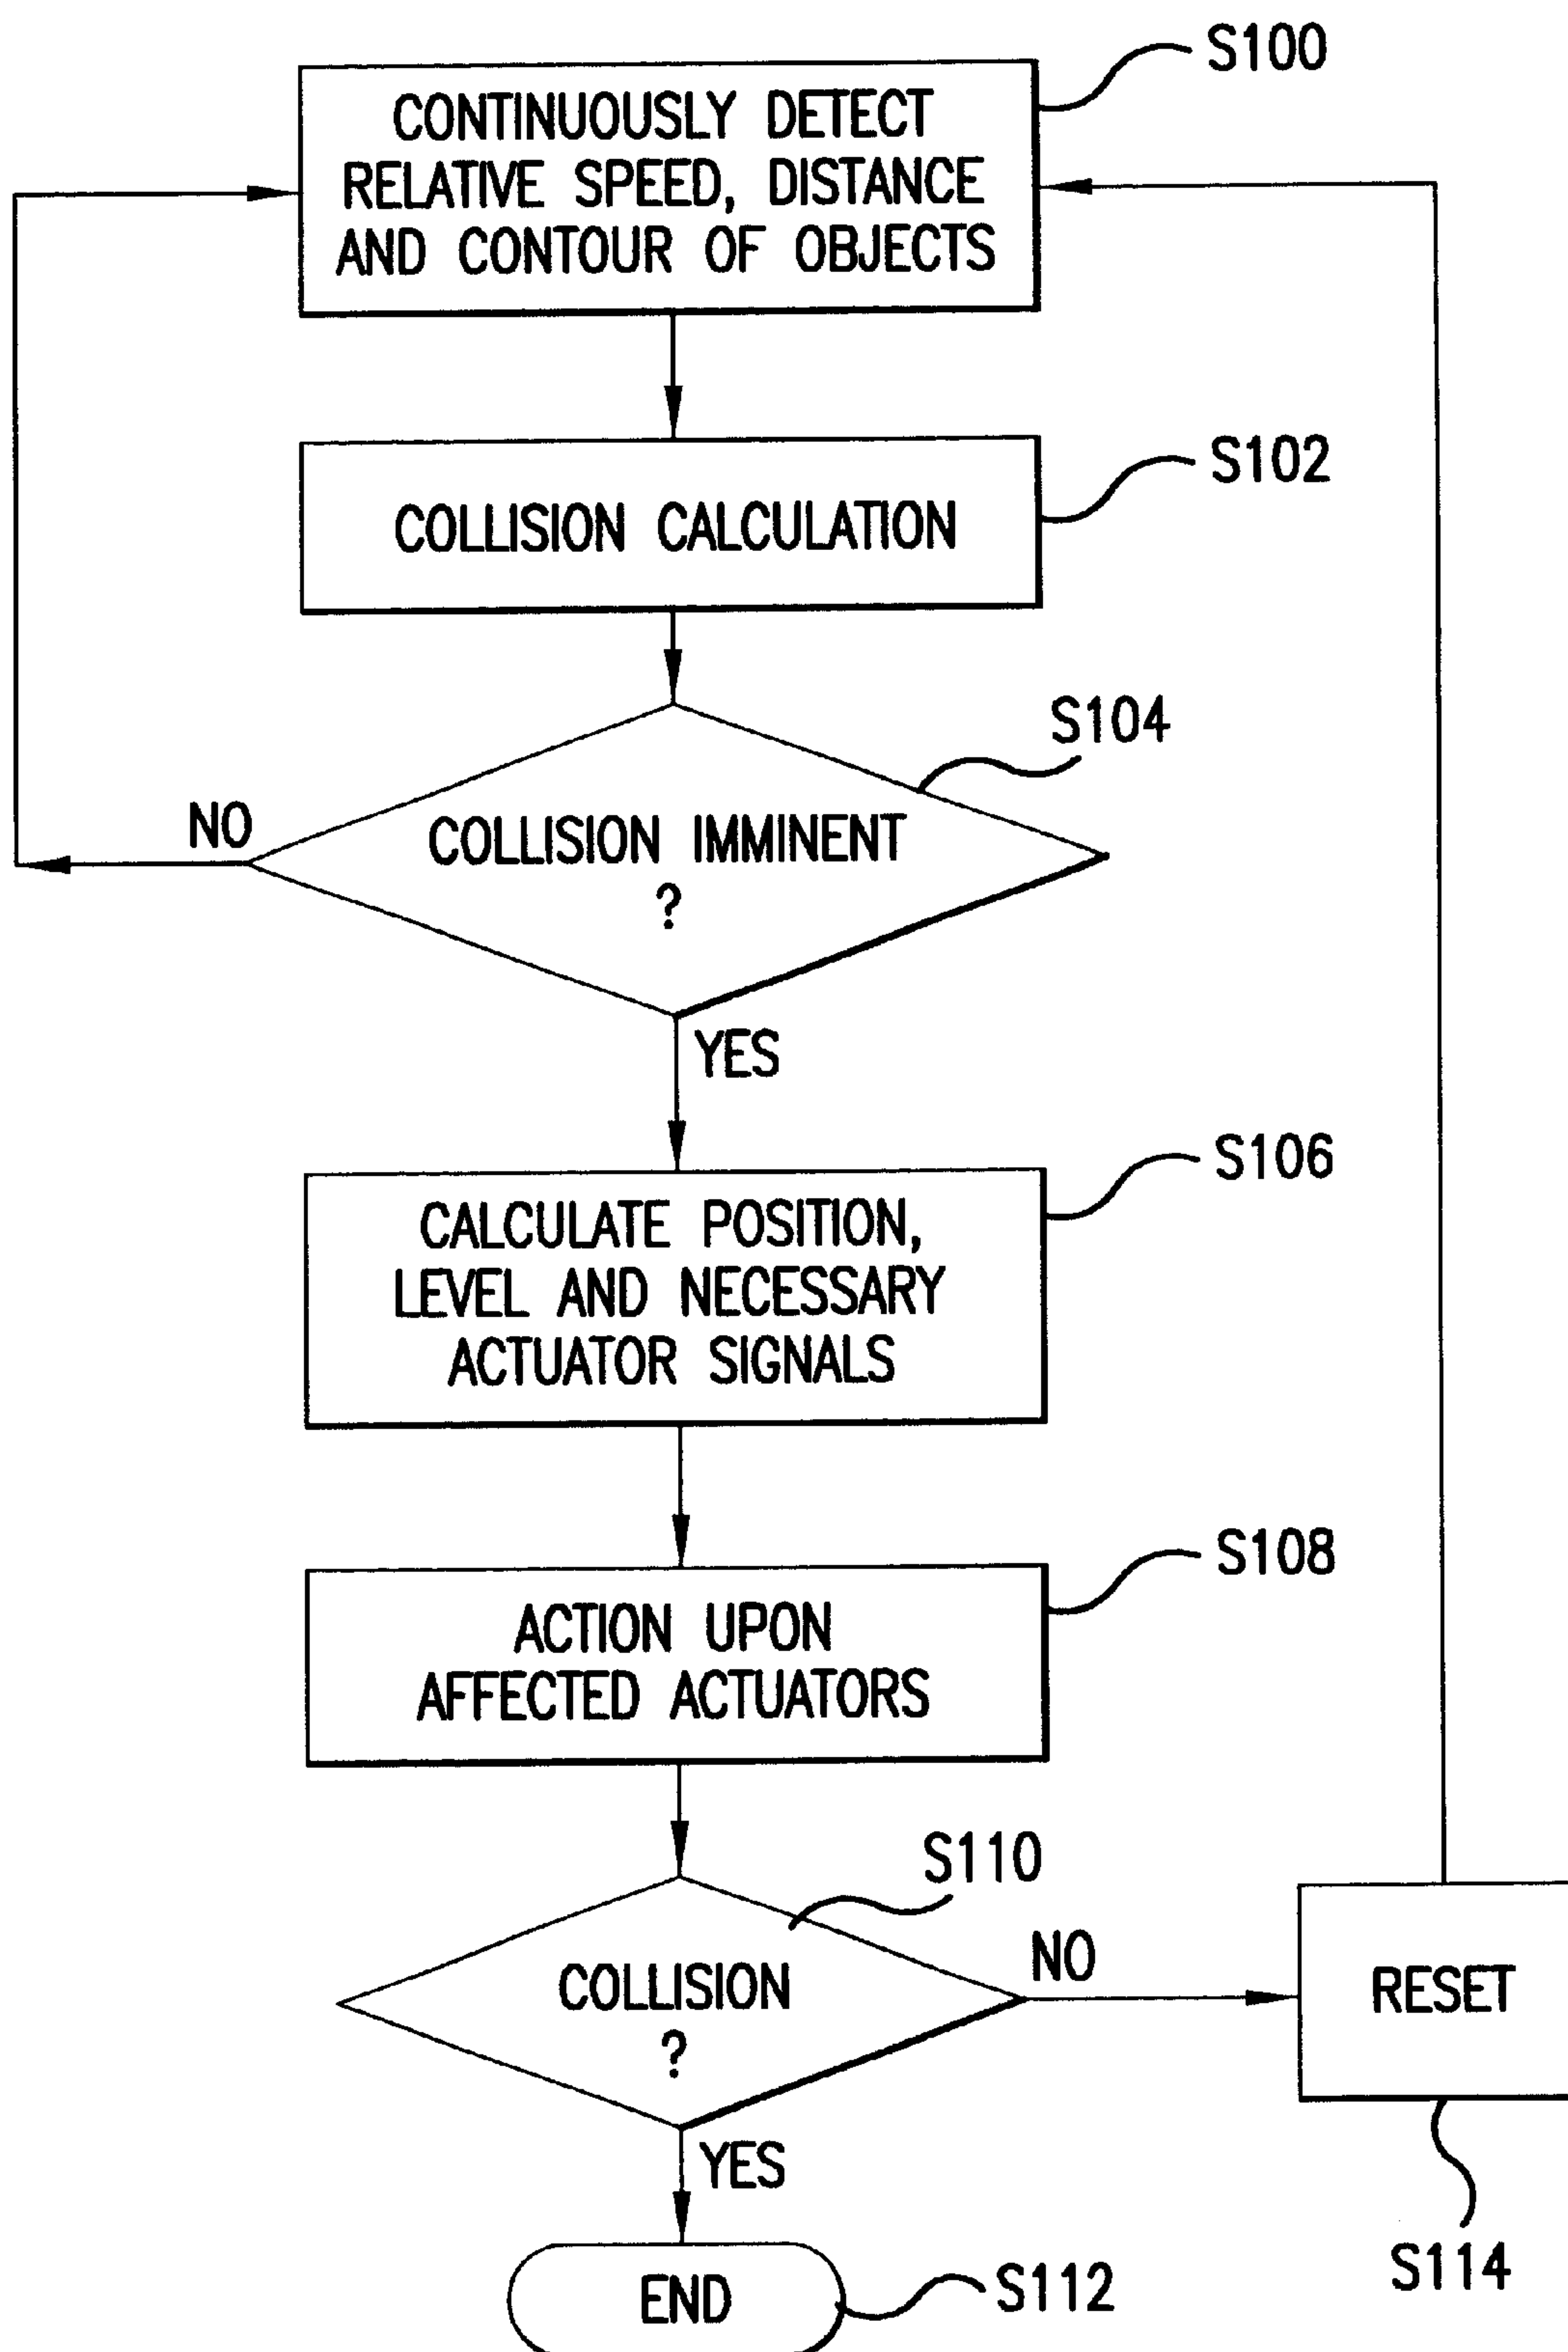 S100
CONTINUOUSLY DETECT
RELATIVE SPEED, DISTANCE
AND CONTOUR OF OBJECTS
S102
COLLISION CALCULATION
S104
NO
COLLISION IMMINENT
?
YES
S106
CALCULATE POSITION,
LEVEL AND NECESSARY
ACTUATOR SIGNALS
S108
ACTION UPON
AFFECTED ACTUATORS
S110
COLLISION
?
NO
RESET
YES
S114
END
S112